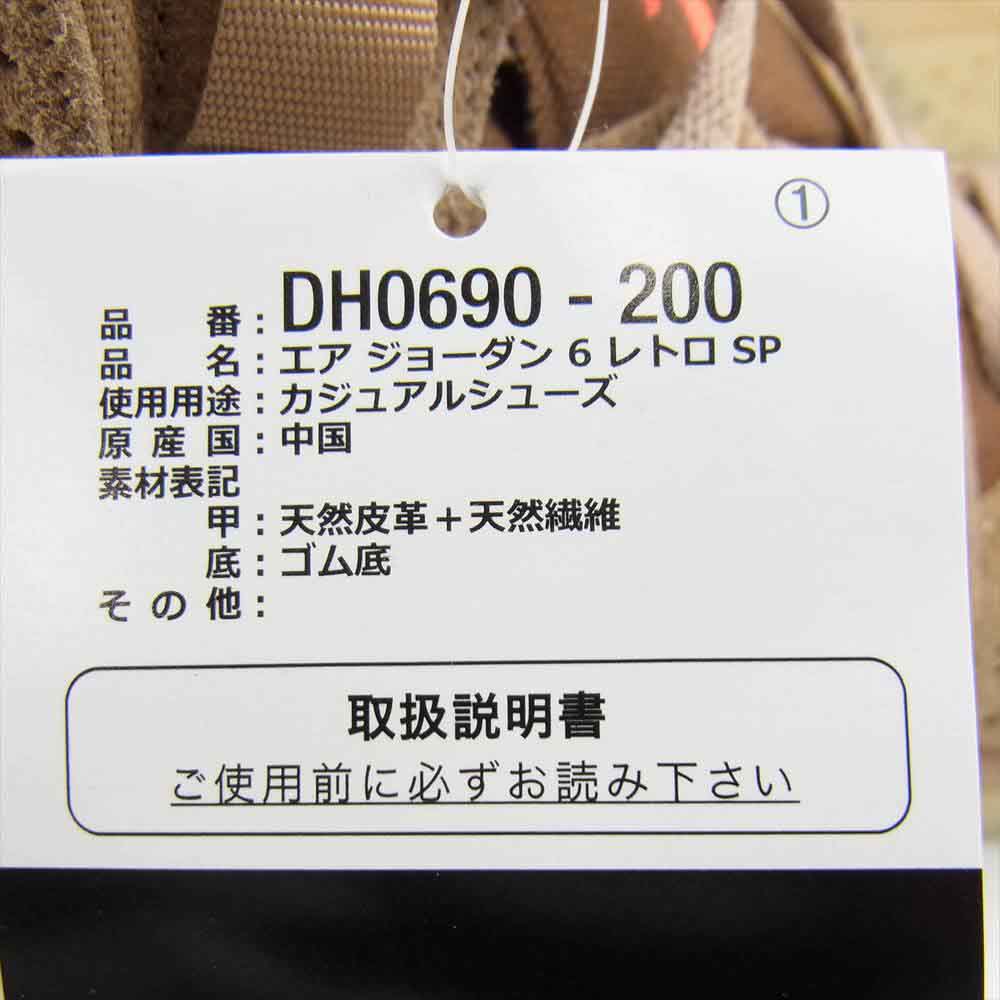 ①
品番：DH0690 - 200
品名：エア ジョーダン 6 レトロ SP
使用用途：カジュアルシューズ
原産国：中国
素材表記
甲：天然皮革＋天然繊維
底：ゴム底
その他：
取扱説明書
ご使用前に必ずお読み下さい